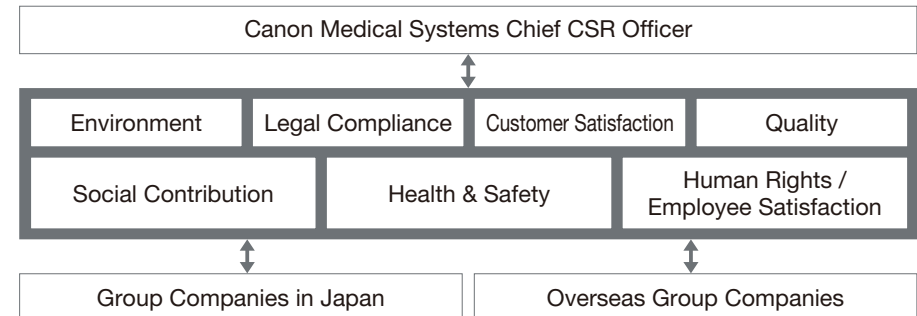 Canon Medical Systems Chief CSR Officer
Environment
Legal Compliance
Customer Satisfaction
Quality
Social Contribution
Health & Safety
Human Rights /
Employee Satisfaction
Group Companies in Japan
Overseas Group Companies